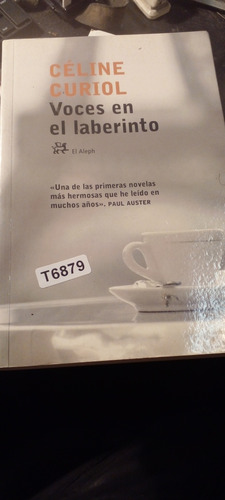 CÉLINE
CURIOL
Voces en
el laberinto
El Aleph
«Una de las primeras novelas
más hermosas que he leído en
muchos años». PAUL AUSTER
T6879